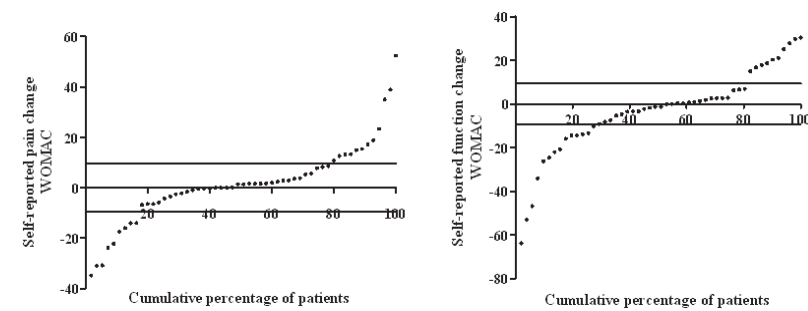 60
40
20
0
-20
-40
20 40 60 80 100
Self-reported pain change
WOMAC
Cumulative percentage of patients
40
20
0
-20
-40
-60
-80
20 40 60 80 100
Self-reported function change
WOMAC
Cumulative percentage of patients